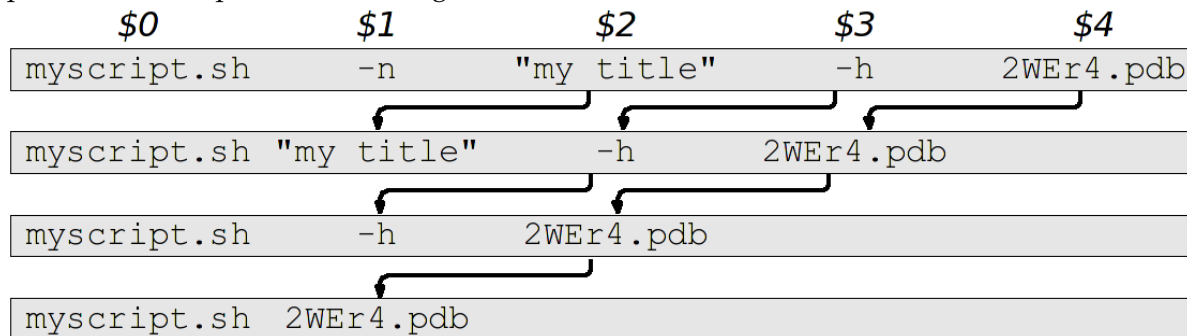 $0 $1 $2 $3 $4
myscript.sh -n "my title" -h 2WEr4.pdb
myscript.sh "my title" -h 2WEr4.pdb
myscript.sh -h 2WEr4.pdb
myscript.sh 2WEr4.pdb